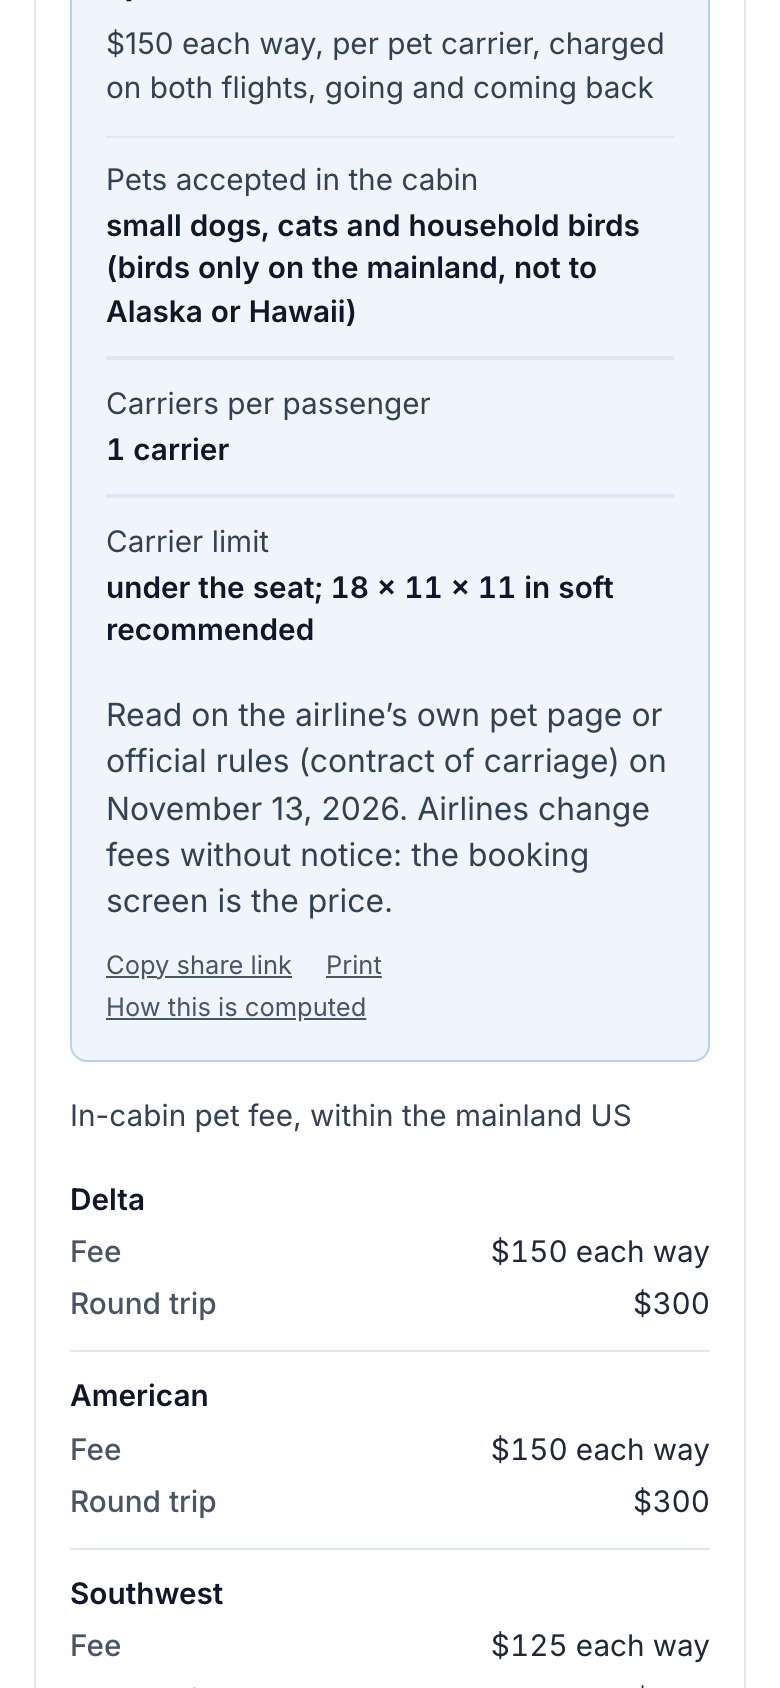 $150 each way, per pet carrier, charged
on both flights, going and coming back
Pets accepted in the cabin
small dogs, cats and household birds
(birds only on the mainland, not to
Alaska or Hawaii)
Carriers per passenger
1 carrier
Carrier limit
under the seat; 18 × 11 × 11 in soft
recommended
Read on the airline’s own pet page or
official rules (contract of carriage) on
November 13, 2026. Airlines change
fees without notice: the booking
screen is the price.
Copy share link Print
How this is computed
In-cabin pet fee, within the mainland US
Delta
Fee $150 each way
Round trip $300
American
Fee $150 each way
Round trip $300
Southwest
Fee $125 each way